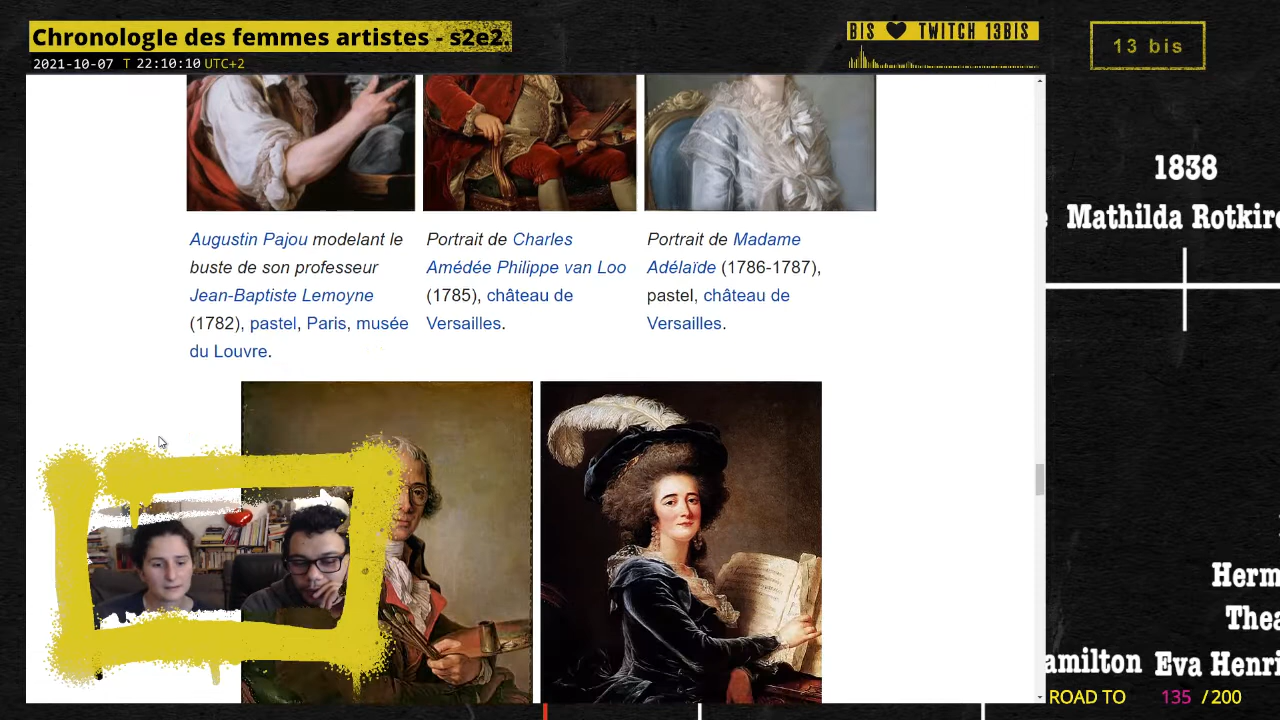 ChronologIe des femmes artistes - s2e2
2021-10-07 T 22:10:10 UTC+2
BIS TWITCH 13BIS
13 bis
1838
Mathilda Rotkir
Augustin Pajou modelant le
buste de son professeur
Jean-Baptiste Lemoyne
(1782), pastel, Paris, musée
du Louvre.
Portrait de Charles
Amédée Philippe van Loo
(1785), château de
Versailles.
Portrait de Madame
Adélaïde (1786-1787),
pastel, château de
Versailles.
Herm
Thea
amilton
Eva Henri
ROAD TO 135 / 200